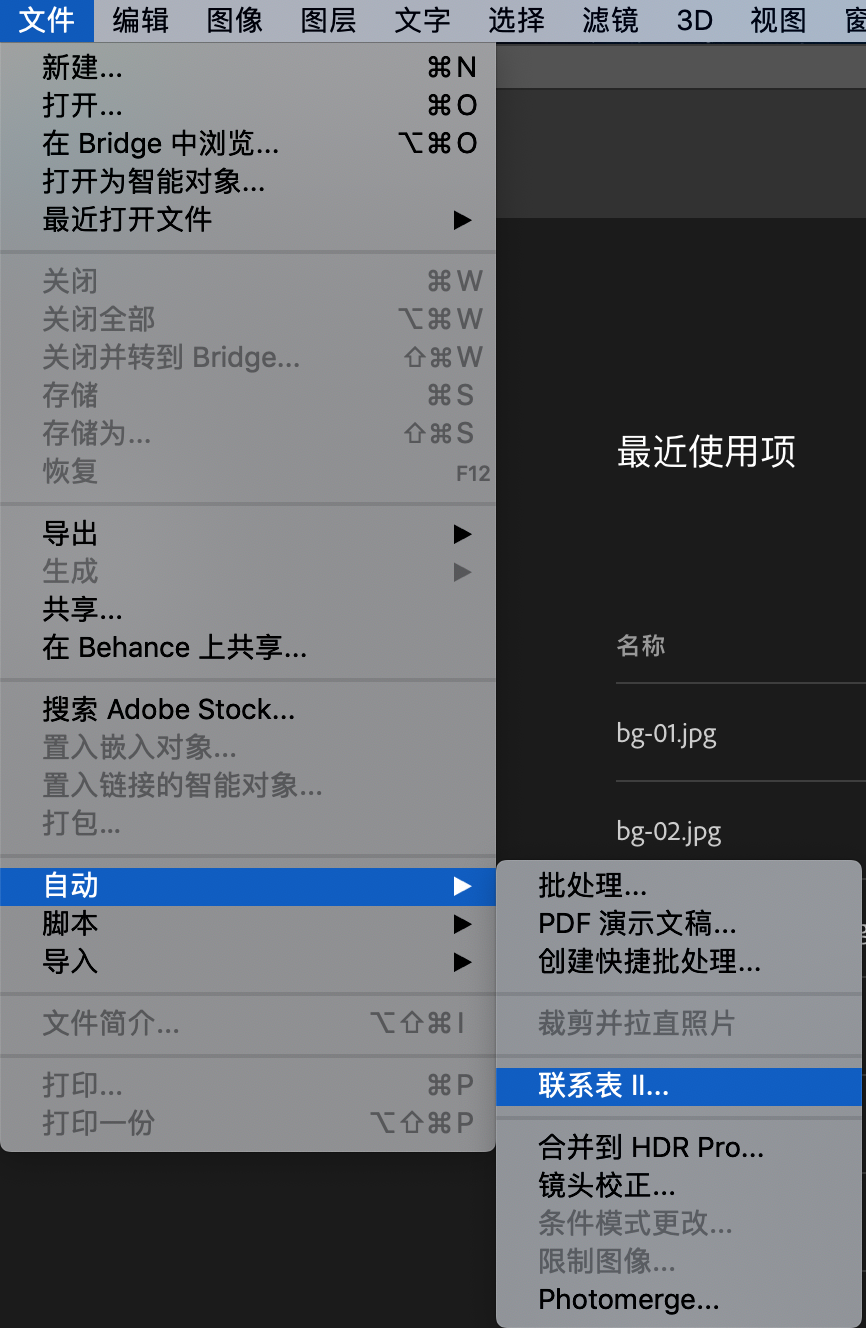 文件 编辑 图像 图层 文字 选择 滤镜 3D 视图
新建... ⌘N
打开... ⌘O
在 Bridge 中浏览... ⌥⌘O
打开为智能对象...
最近打开文件 ▶
关闭 ⌘W
关闭全部 ⌥⌘W
关闭并转到 Bridge... ⇧⌘W
存储 ⌘S
存储为... ⇧⌘S
恢复 F12
导出 ▶
生成 ▶
共享...
在 Behance 上共享...
搜索 Adobe Stock...
置入嵌入对象...
置入链接的智能对象...
打包...
自动 ▶
脚本 ▶
导入 ▶
文件简介... ⌥⇧⌘I
打印... ⌘P
打印一份 ⌥⇧⌘P
最近使用项
名称
bg-01.jpg
bg-02.jpg
批处理...
PDF 演示文稿...
创建快捷批处理...
裁剪并拉直照片
联系表 II...
合并到 HDR Pro...
镜头校正...
条件模式更改...
限制图像...
Photomerge...